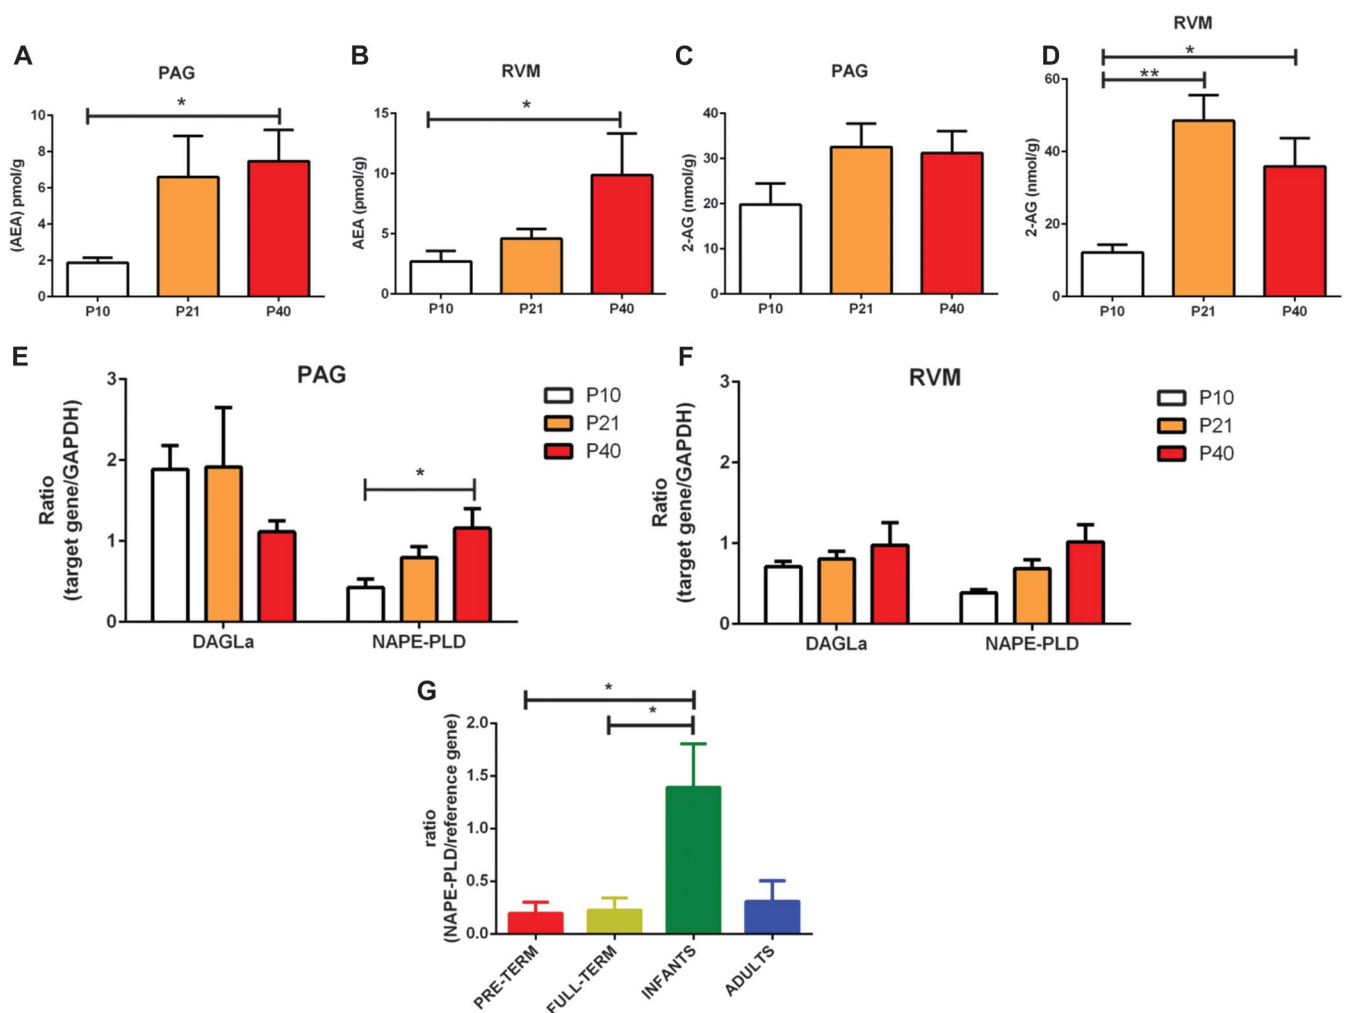 A
PAG
*
(AEA) pmol/g
10
8
6
4
2
0
P10
P21
P40
B
RVM
*
AEA (pmol/g)
15
10
5
0
P10
P21
P40
C
PAG
2-AG (nmol/g)
40
30
20
10
0
P10
P21
P40
D
RVM
*
**
2-AG (nmol/g)
60
40
20
0
P10
P21
P40
E
PAG
Ratio
(target gene/GAPDH)
3
2
1
0
*
DAGLa
NAPE-PLD
P10
P21
P40
F
RVM
Ratio
(target gene/GAPDH)
3
2
1
0
DAGLa
NAPE-PLD
P10
P21
P40
G
*
*
ratio
(NAPE-PLD/reference gene)
2.0
1.5
1.0
0.5
0.0
PRE-TERM
FULL-TERM
INFANTS
ADULTS